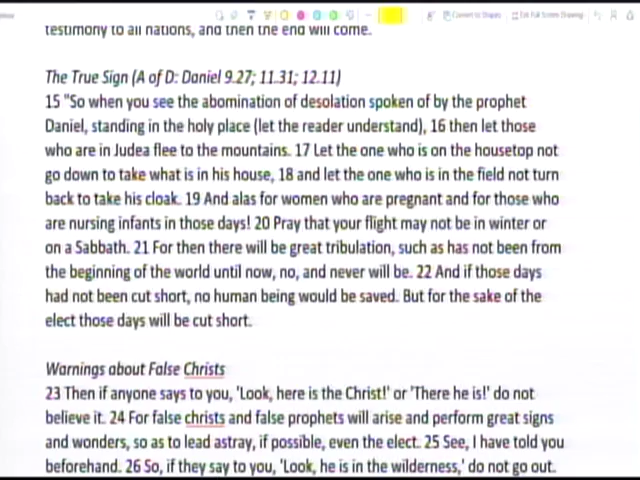 Convert to Shapes
testimony to all nations, and then the end will come.
The True Sign (A of D: Daniel 9.27; 11.31; 12.11)
15 "So when you see the abomination of desolation spoken of by the prophet
Daniel, standing in the holy place (let the reader understand), 16 then let those
who are in Judea flee to the mountains. 17 Let the one who is on the housetop not
go down to take what is in his house, 18 and let the one who is in the field not turn
back to take his cloak. 19 And alas for women who are pregnant and for those who
are nursing infants in those days! 20 Pray that your flight may not be in winter or
on a Sabbath. 21 For then there will be great tribulation, such as has not been from
the beginning of the world until now, no, and never will be. 22 And if those days
had not been cut short, no human being would be saved. But for the sake of the
elect those days will be cut short.
Warnings about False Christs
23 Then if anyone says to you, 'Look, here is the Christ!' or 'There he is!' do not
believe it. 24 For false christs and false prophets will arise and perform great signs
and wonders, so as to lead astray, if possible, even the elect. 25 See, I have told you
beforehand. 26 So, if they say to you, 'Look, he is in the wilderness,' do not go out.